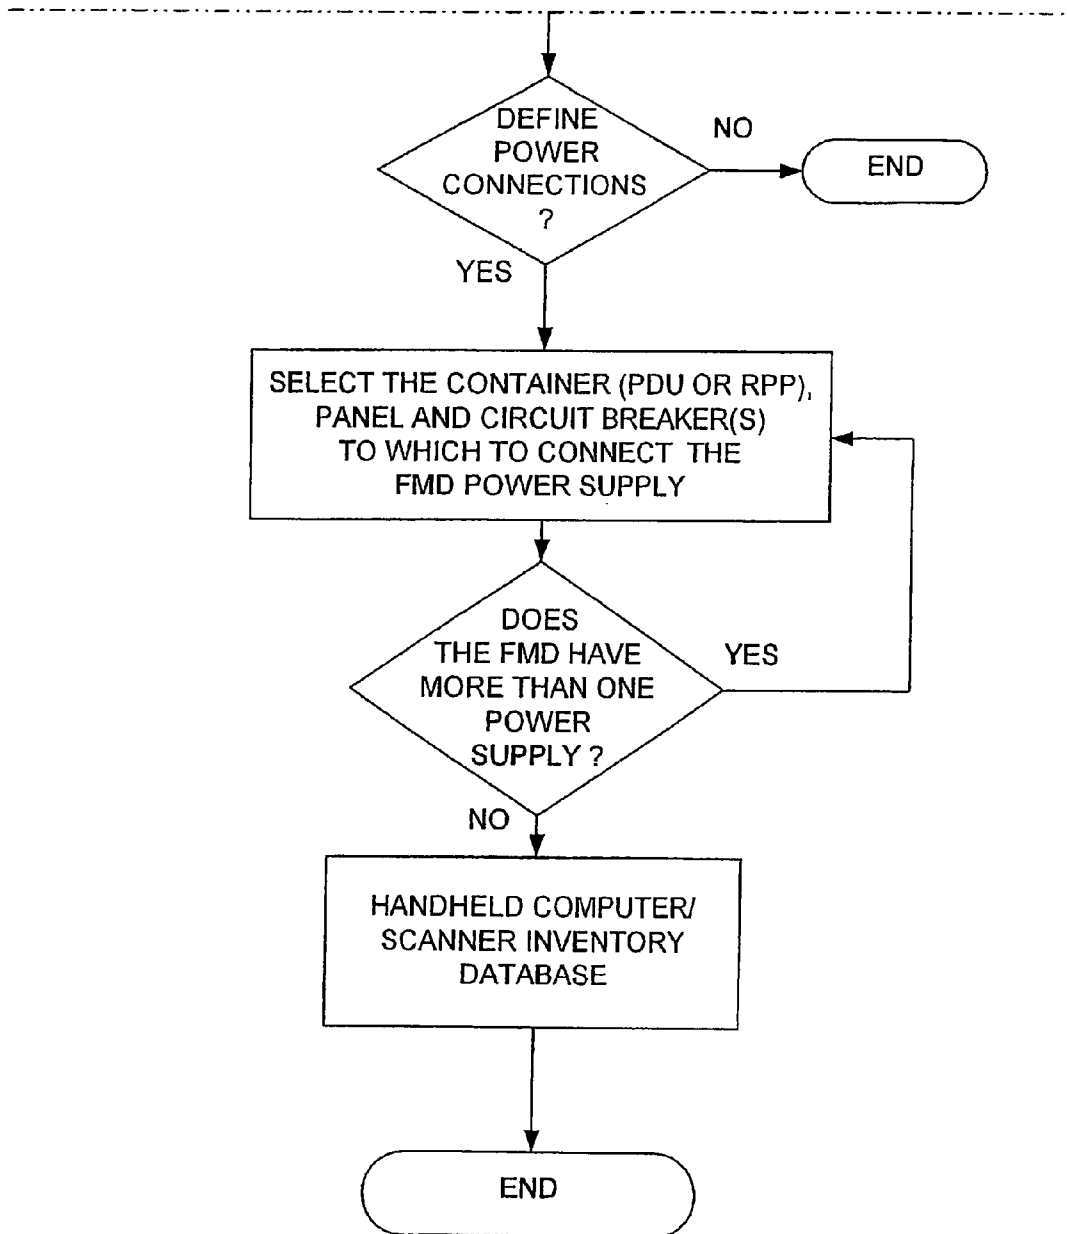 DEFINE
POWER
CONNECTIONS
?
NO
END
YES
SELECT THE CONTAINER (PDU OR RPP),
PANEL AND CIRCUIT BREAKER(S)
TO WHICH TO CONNECT THE
FMD POWER SUPPLY
DOES
THE FMD HAVE
MORE THAN ONE
POWER
SUPPLY ?
YES
NO
HANDHELD COMPUTER/
SCANNER INVENTORY
DATABASE
END